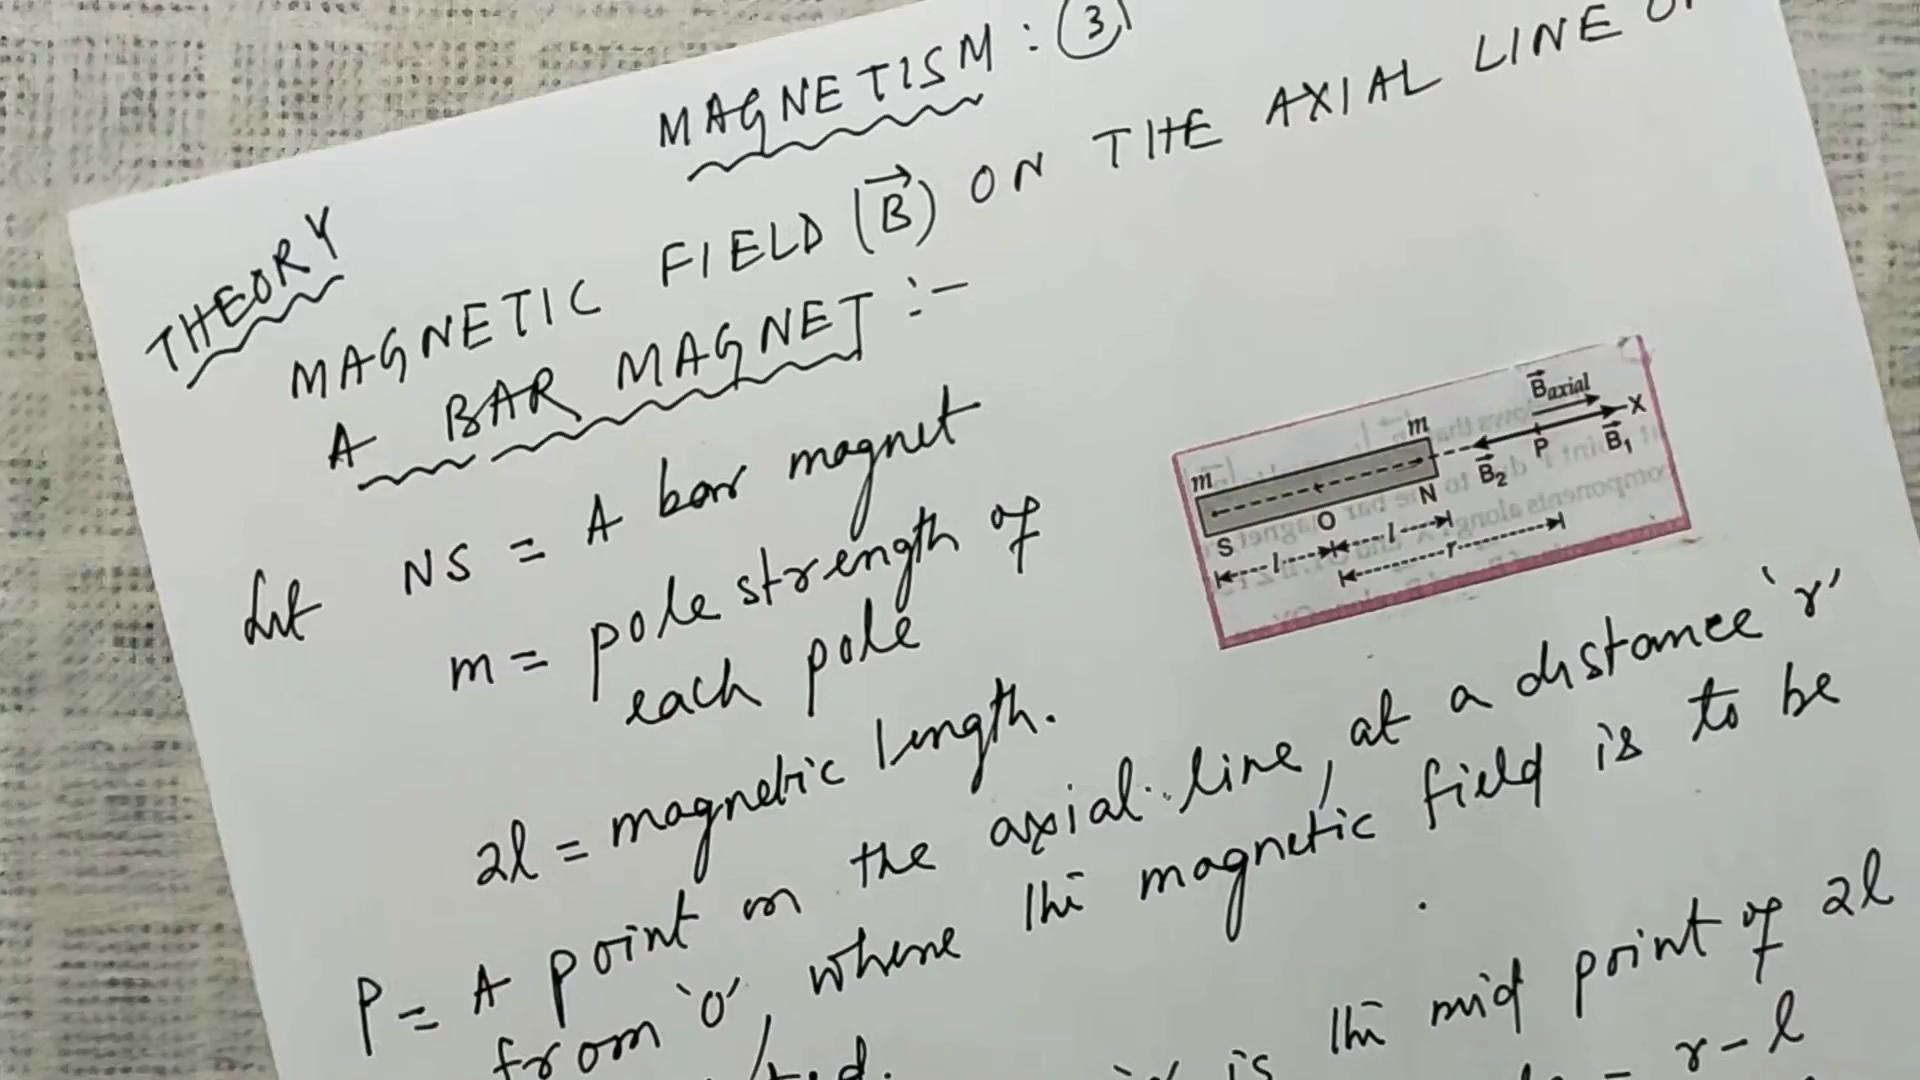 MAGNETISM : 3
THEORY
MAGNETIC FIELD (B⃗) ON THE AXIAL LINE OF
A BAR MAGNET :-
Let NS = A bar magnet
m = pole strength of
each pole
2l = magnetic length.
m
m
S
O
N
B⃗axial
X
P
B⃗1
B⃗2
l
l
r
P = A point on the axial line, at a distance 'r'
from 'O', where the magnetic field is to be
is the mid point of 2l
= r-l